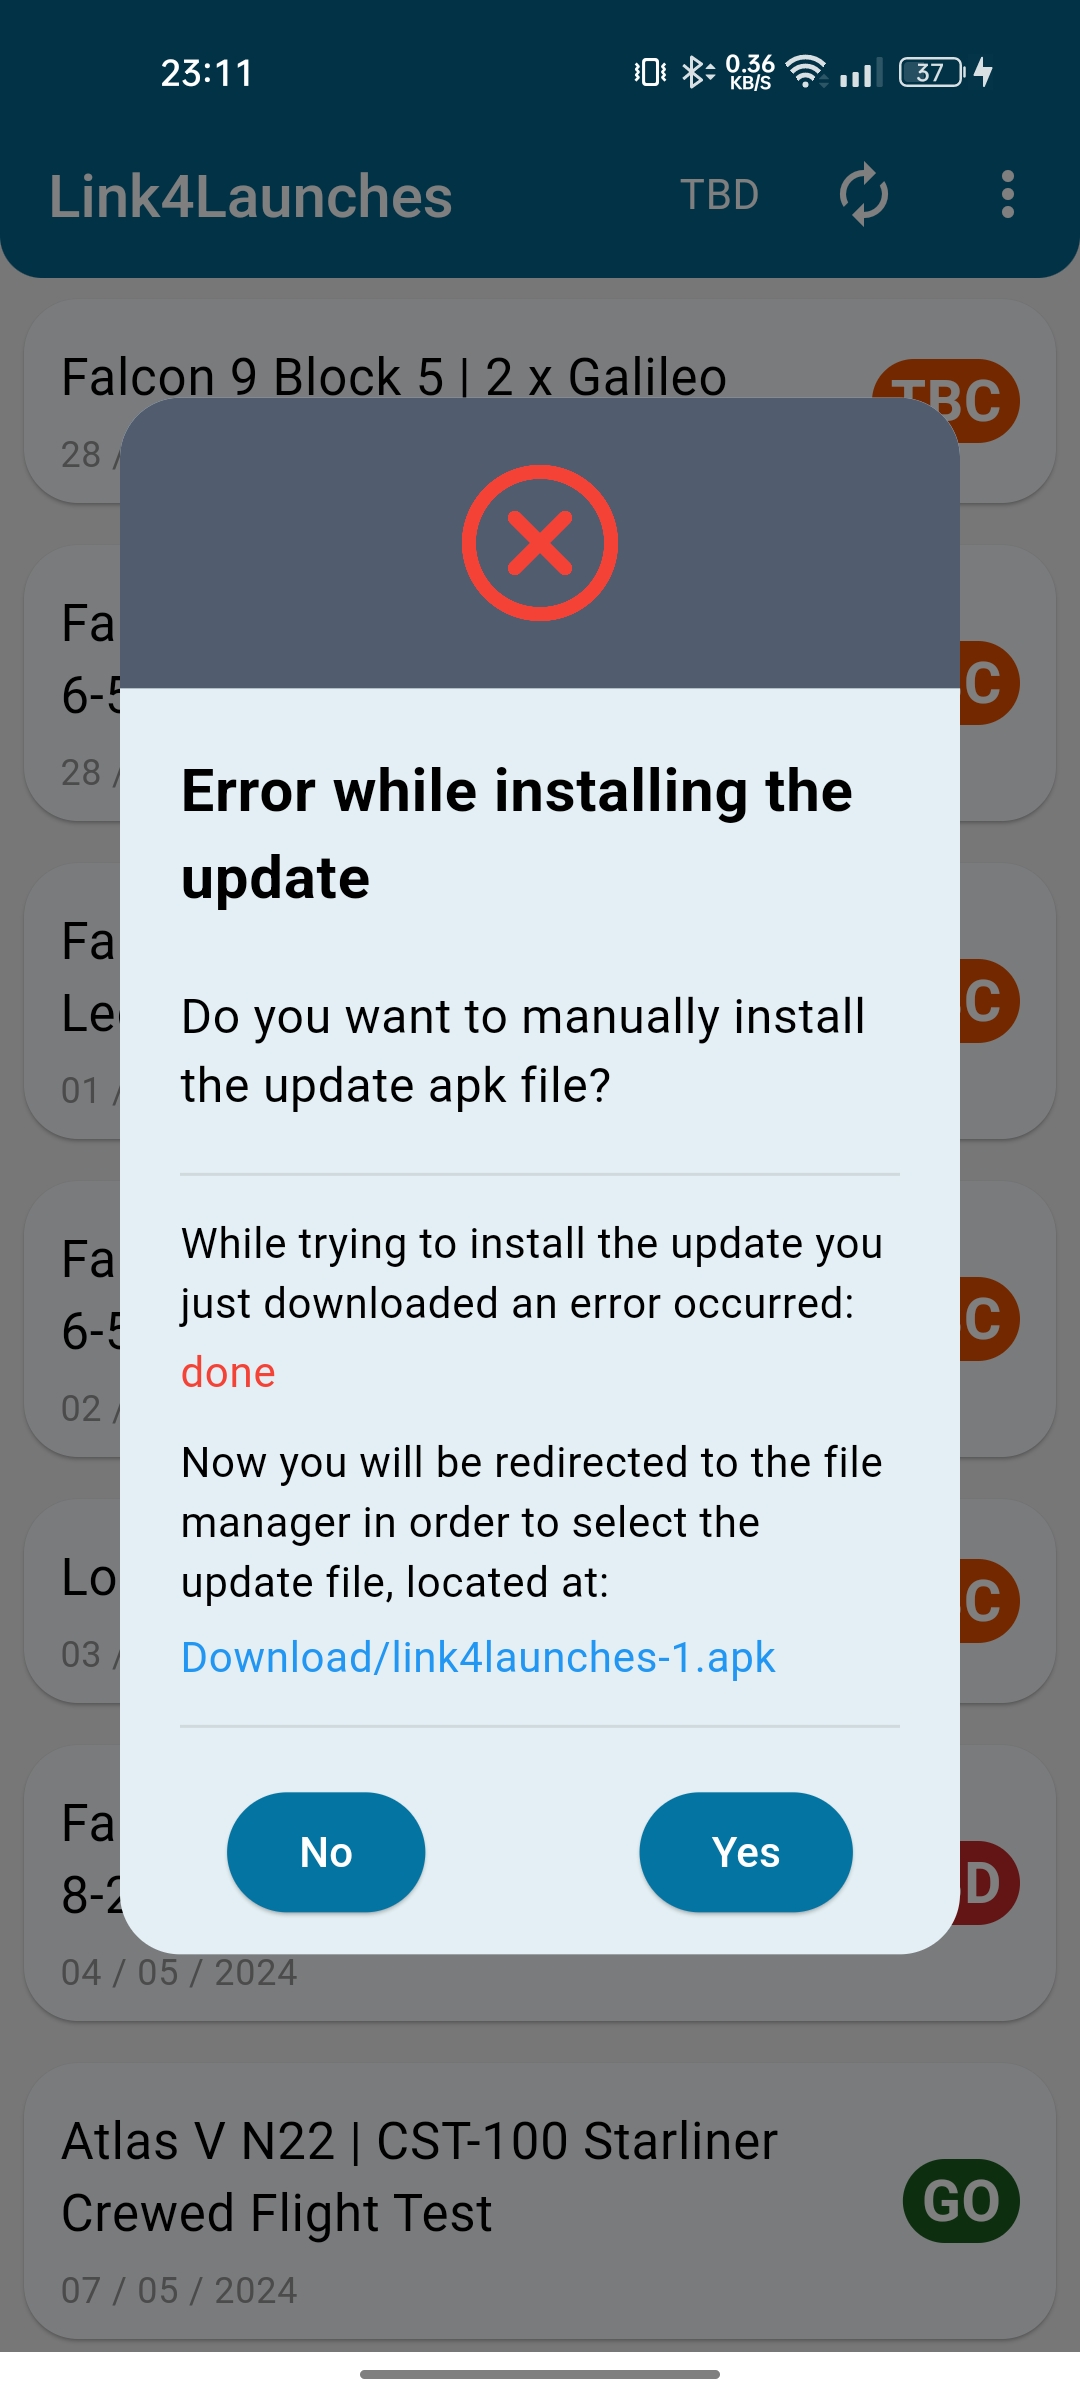 23:11
0.36
KB/S
37
Link4Launches
TBD
Falcon 9 Block 5 | 2 x Galileo
TBC
28 /
Fa
6-5
C
28 /
Error while installing the
update
Fa
Do you want to manually install
the update apk file?
C
01 /
While trying to install the update you
just downloaded an error occurred:
Fa
6-5
C
done
02 /
Now you will be redirected to the file
manager in order to select the
update file, located at:
Lo
C
03 /
Download/link4launches-1.apk
Fa
8-2
D
No
Yes
04 / 05 / 2024
Atlas V N22 | CST-100 Starliner
Crewed Flight Test
GO
07 / 05 / 2024